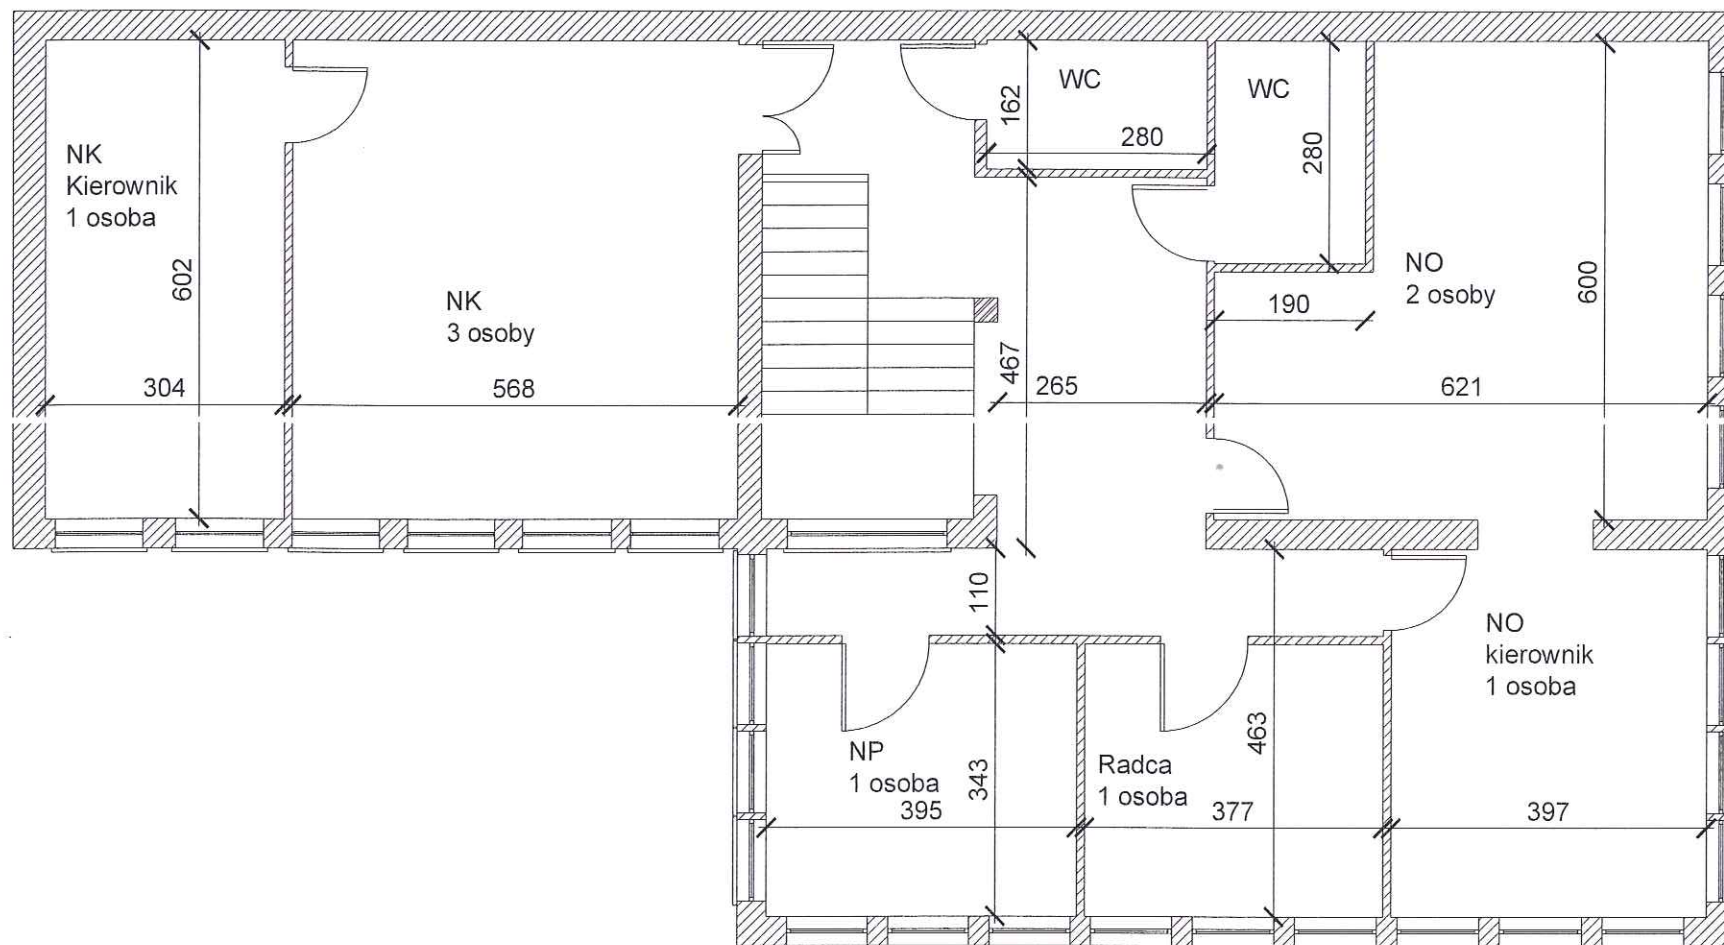 NK
Kierownik
1 osoba
602
304
NK
3 osoby
568
162
WC
280
WC
280
190
467
265
NO
2 osoby
600
621
110
NP
1 osoba
343
395
Radca
1 osoba
463
377
NO
kierownik
1 osoba
397